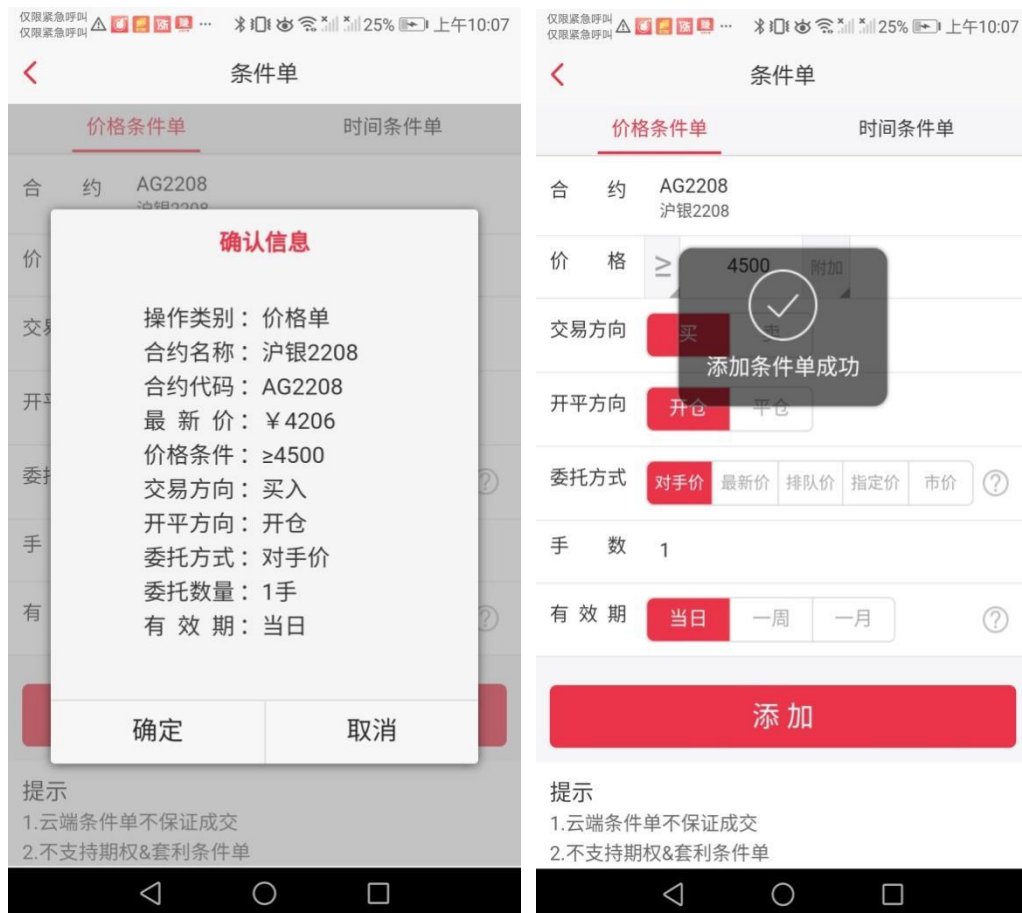 仅限紧急呼叫
仅限紧急呼叫
25%
上午10:07
条件单
价格条件单
时间条件单
合 约
AG2208
沪银2208
价
确认信息
操作类别：价格单
合约名称：沪银2208
合约代码：AG2208
最 新 价：￥4206
价格条件：≥4500
交易方向：买入
开平方向：开仓
委托方式：对手价
委托数量：1手
有 效 期：当日
交易
开平
委托
手
有
确定
取消
提示
1.云端条件单不保证成交
2.不支持期权&套利条件单
仅限紧急呼叫
仅限紧急呼叫
25%
上午10:07
条件单
价格条件单
时间条件单
合 约
AG2208
沪银2208
价 格
≥
4500
附加
交易方向
买
卖
添加条件单成功
开平方向
开仓
平仓
委托方式
对手价
最新价
排队价
指定价
市价
?
手 数
1
有 效 期
当日
一周
一月
?
添 加
提示
1.云端条件单不保证成交
2.不支持期权&套利条件单